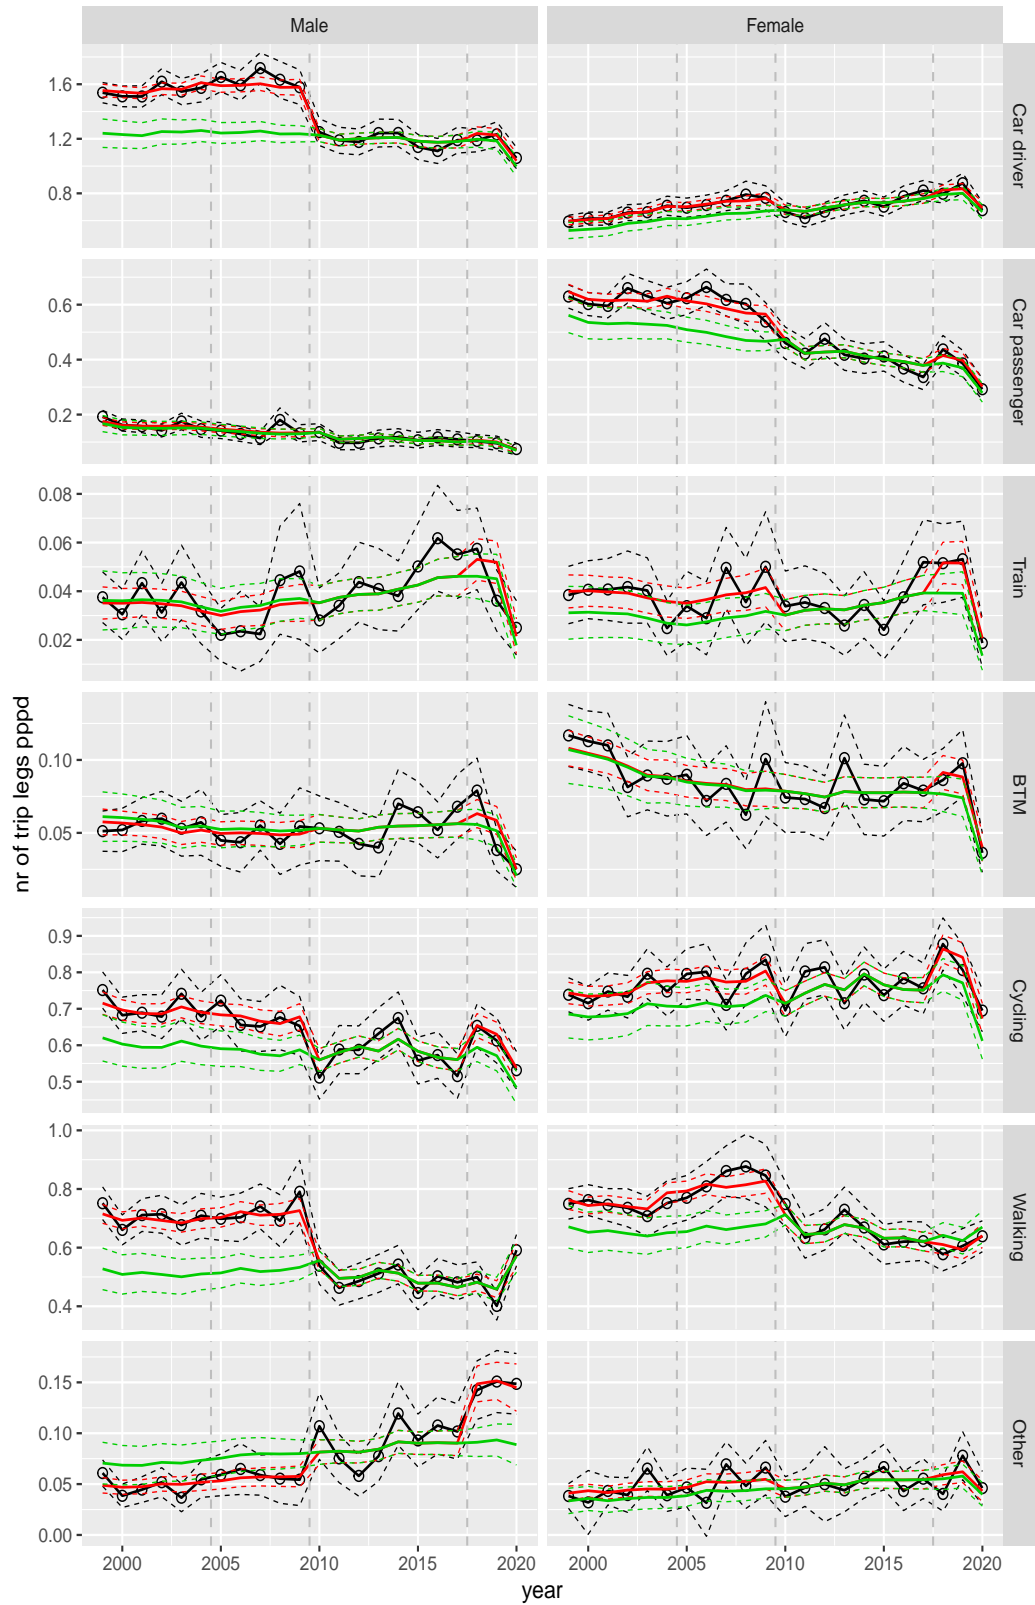 Male Female
1.6
1.2
0.8
Car driver
0.6
0.4
0.2
Car passenger
0.08
0.06
0.04
0.02
Train
0.10
0.05
BTM
0.9
0.8
0.7
0.6
0.5
Cycling
1.0
0.8
0.6
0.4
Walking
0.15
0.10
0.05
0.00
Other
nr of trip legs pppd
2000 2005 2010 2015 2020 2000 2005 2010 2015 2020
year